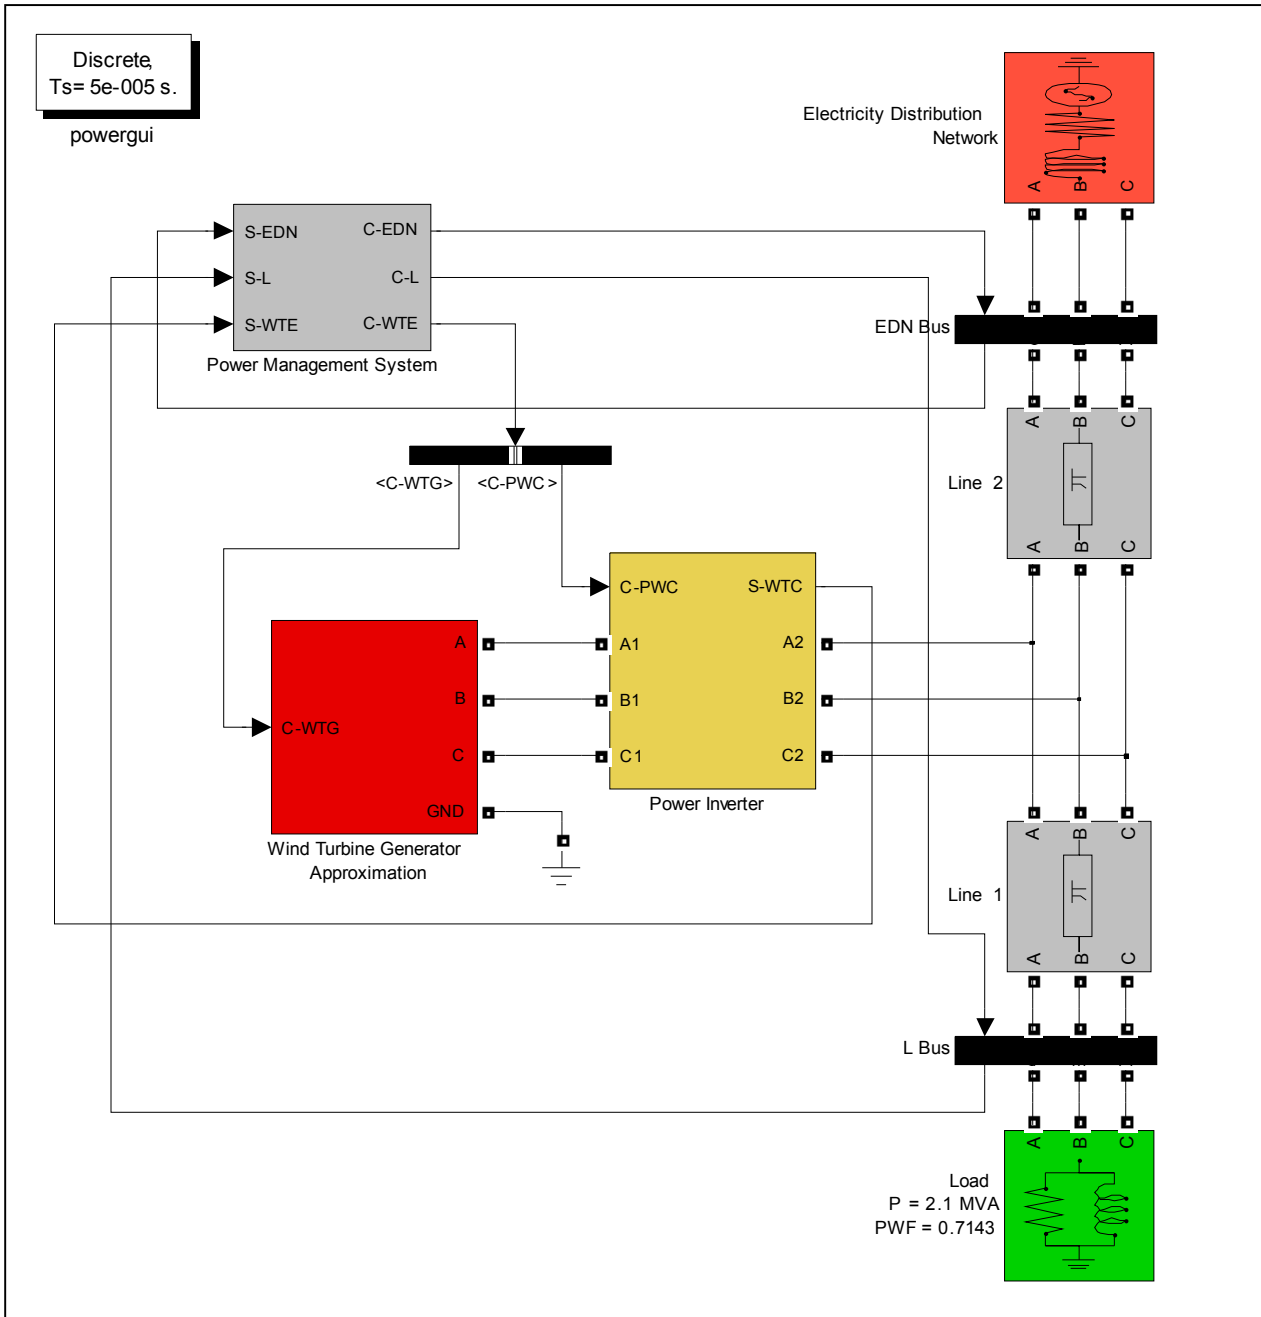 Discrete,
Ts= 5e-005 s.
powergui
Electricity Distribution
Network
A B C
S-EDN C-EDN
S-L C-L
S-WTE C-WTE
Power Management System
EDN Bus
<C-WTG> <C-PWC>
A B C
Line 2
A B C
C-PWC S-WTC
A1 A2
B1 B2
C1 C2
Power Inverter
A
B
C-WTG
C
GND
Wind Turbine Generator
Approximation
A B C
Line 1
A B C
L Bus
A B C
Load
P = 2.1 MVA
PWF = 0.7143